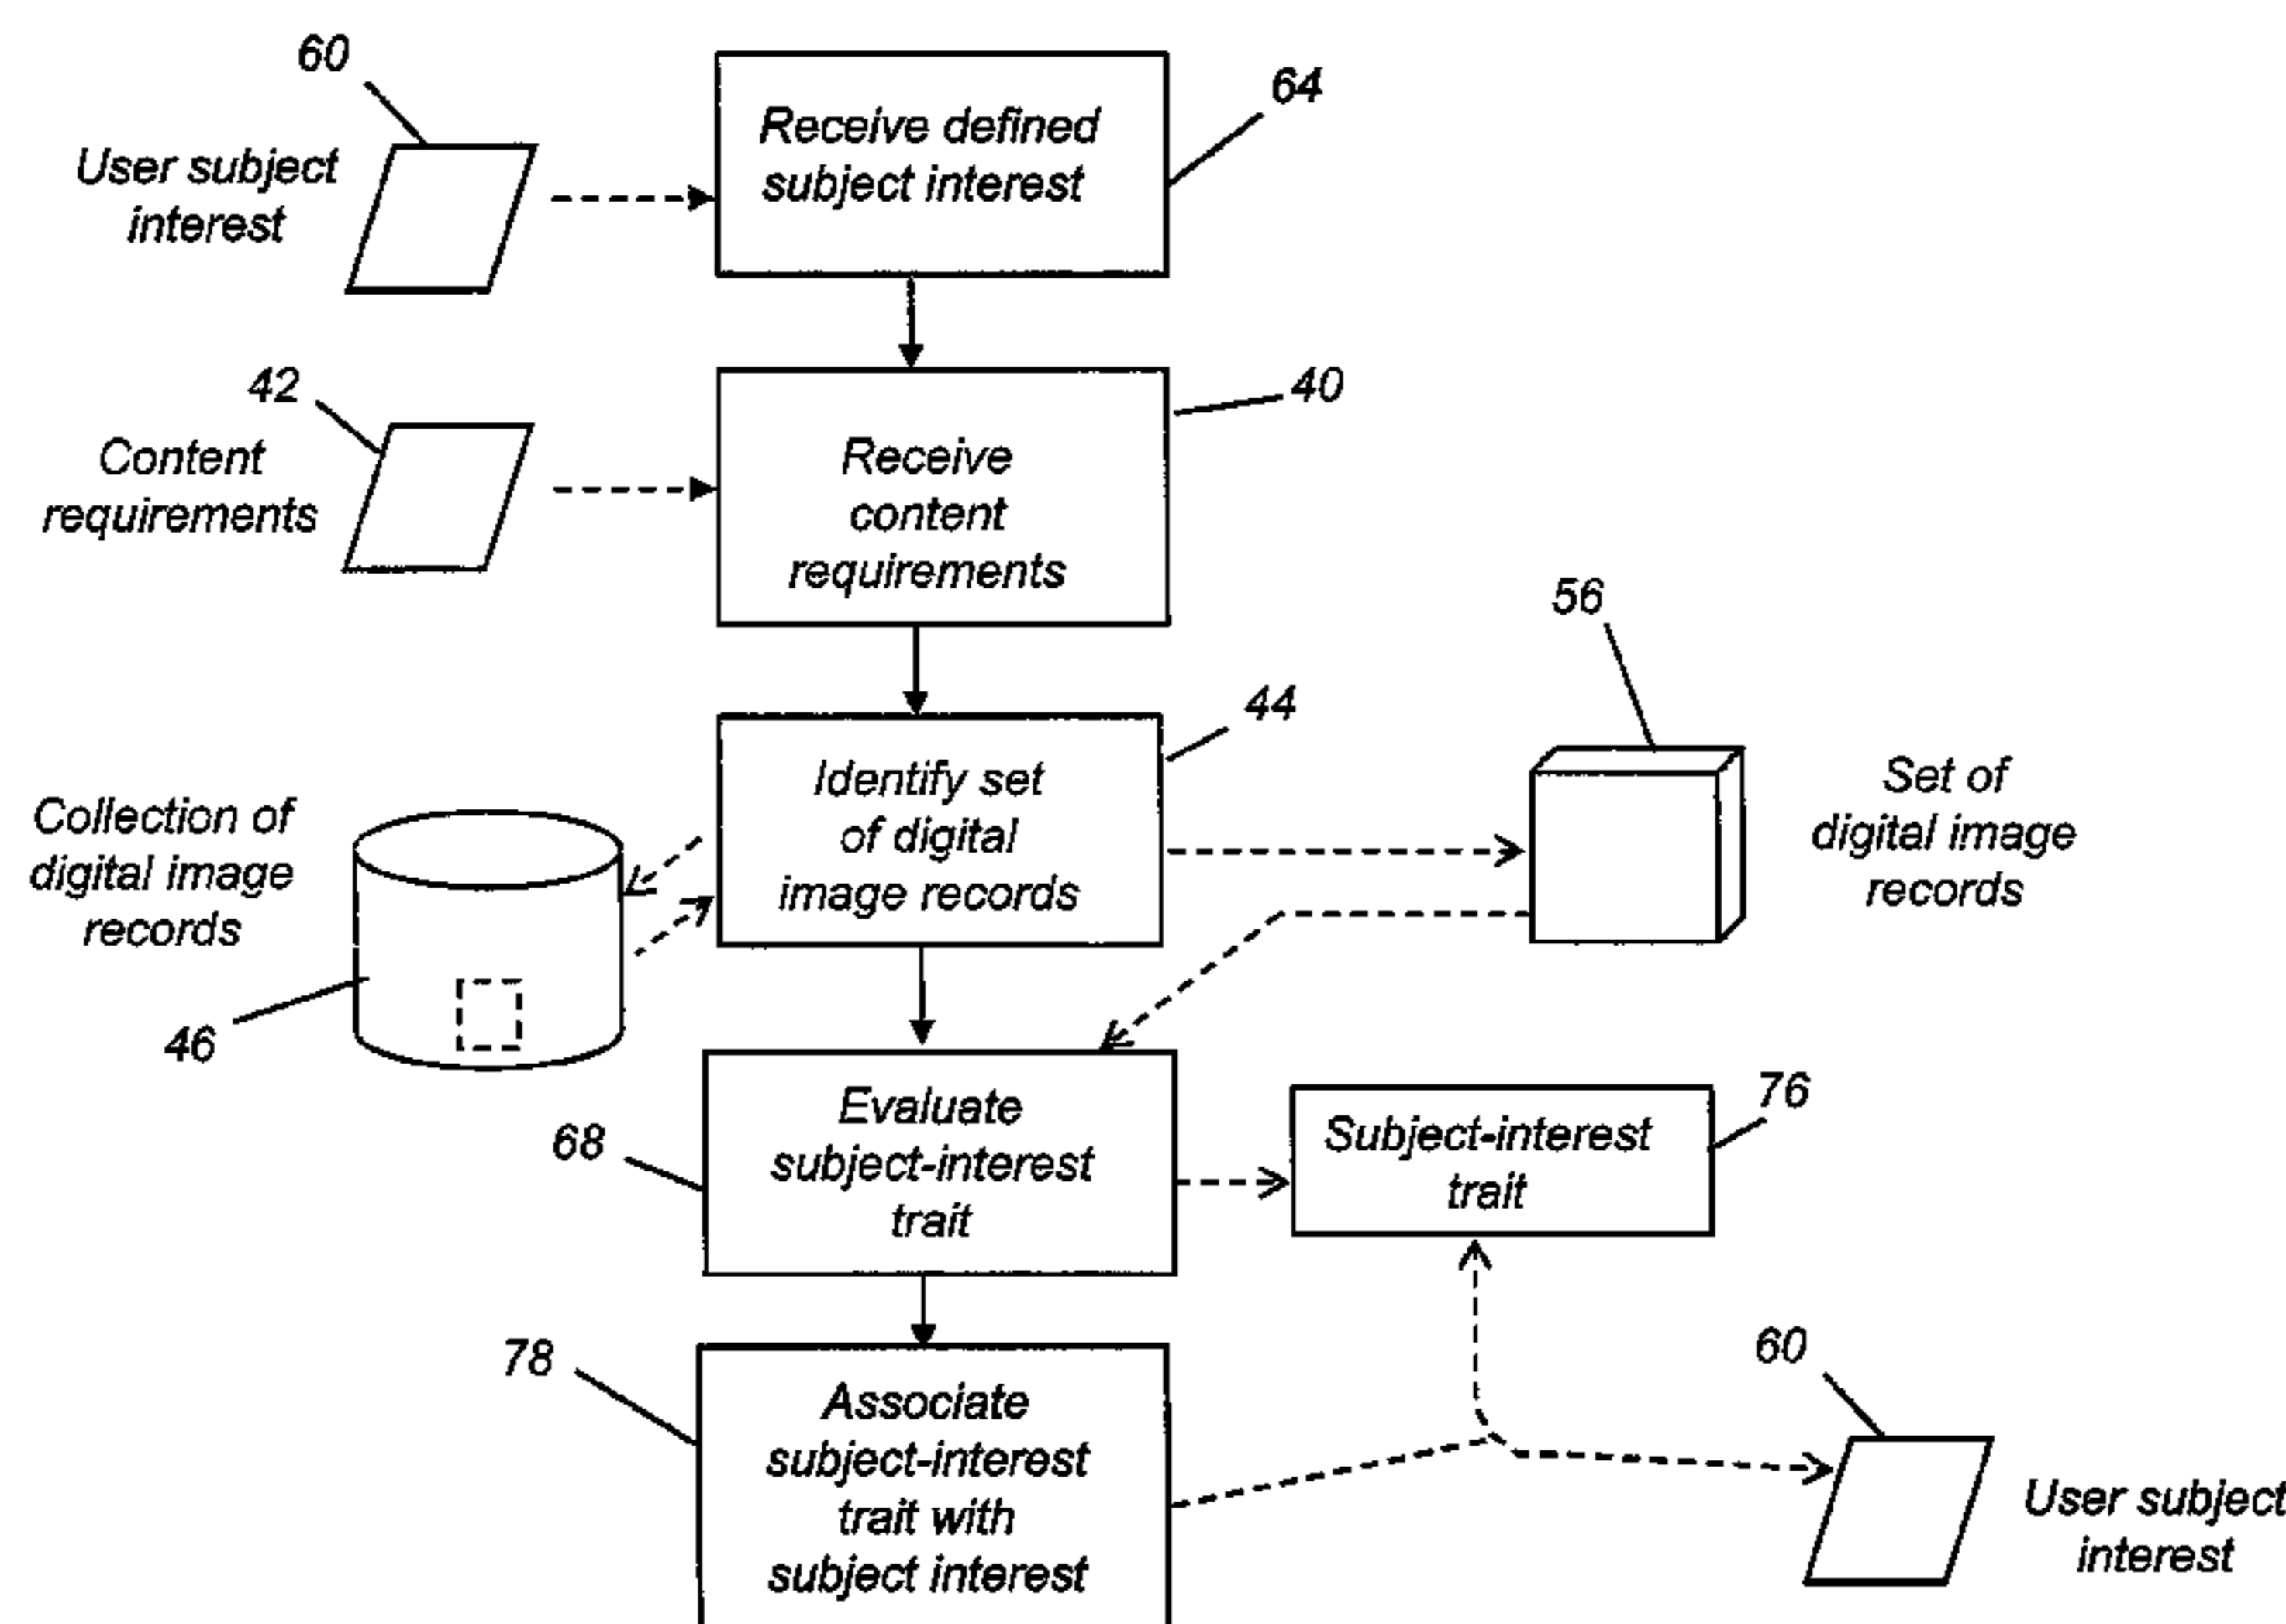 60
User subject
interest
Receive defined
subject interest
64
42
Content
requirements
Receive
content
requirements
40
56
Collection of
digital image
records
46
Identify set
of digital
image records
44
Set of
digital image
records
68
Evaluate
subject-interest
trait
Subject-interest
trait
76
78
Associate
subject-interest
trait with
subject interest
60
User subject
interest